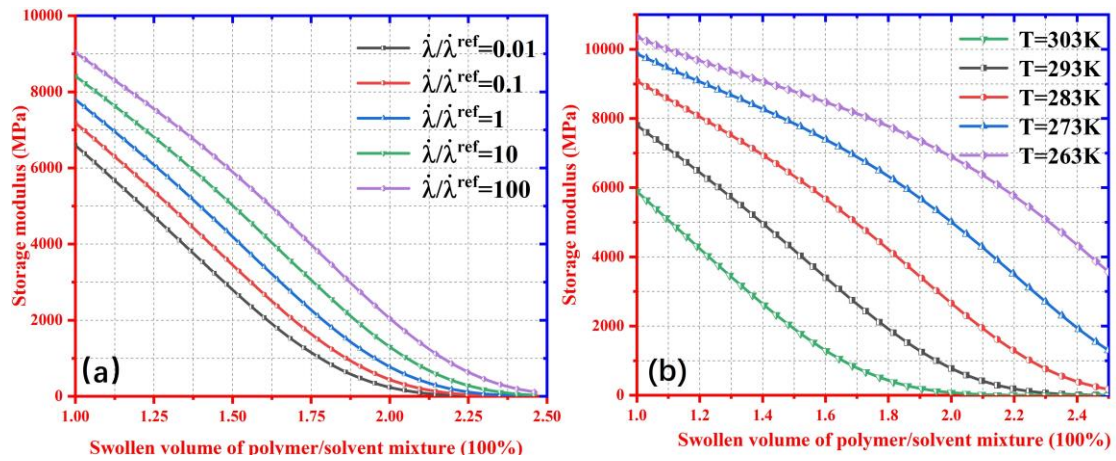 10000
8000
6000
4000
2000
0
Storage modulus (MPa)
λ̇/λ̇ʳᵉᶠ=0.01
λ̇/λ̇ʳᵉᶠ=0.1
λ̇/λ̇ʳᵉᶠ=1
λ̇/λ̇ʳᵉᶠ=10
λ̇/λ̇ʳᵉᶠ=100
(a)
1.00 1.25 1.50 1.75 2.00 2.25 2.50
Swollen volume of polymer/solvent mixture (100%)
10000
8000
6000
4000
2000
0
Storage modulus (MPa)
T=303K
T=293K
T=283K
T=273K
T=263K
(b)
1.0 1.2 1.4 1.6 1.8 2.0 2.2 2.4
Swollen volume of polymer/solvent mixture (100%)